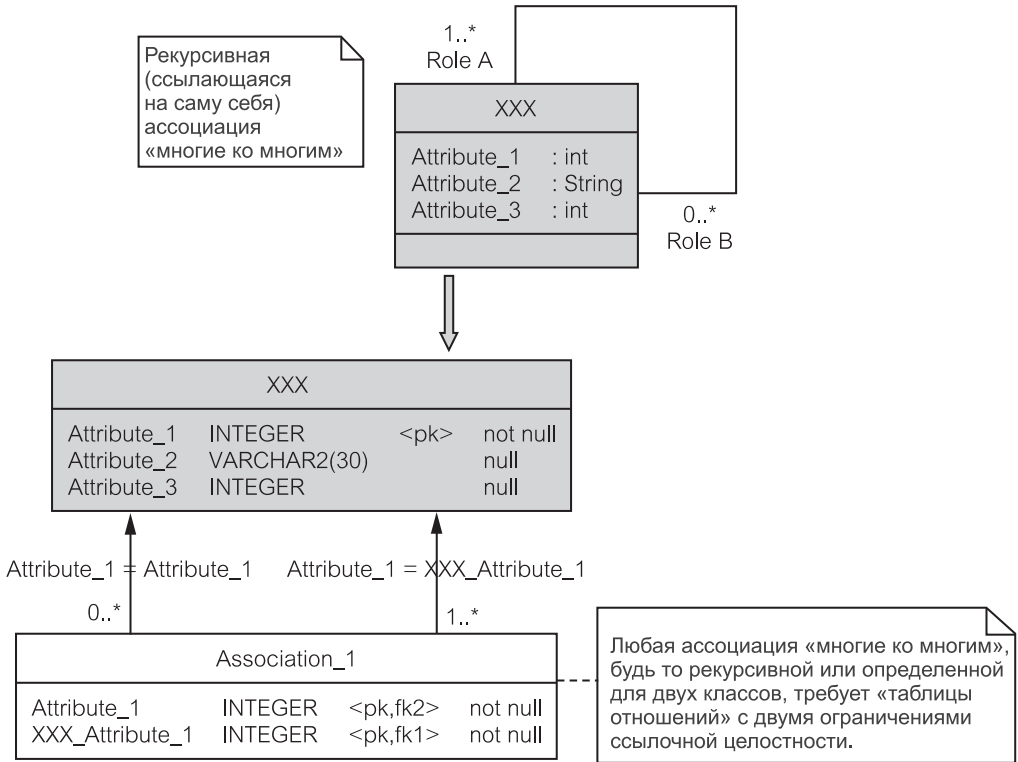 Рекурсивная
(ссылающаяся
на саму себя)
ассоциация
«многие ко многим»
1..*
Role A
XXX
Attribute_1 : int
Attribute_2 : String
Attribute_3 : int
0..*
Role B
XXX
Attribute_1 INTEGER <pk> not null
Attribute_2 VARCHAR2(30) null
Attribute_3 INTEGER null
Attribute_1 = Attribute_1
Attribute_1 = XXX_Attribute_1
0..*
1..*
Association_1
Attribute_1 INTEGER <pk,fk2> not null
XXX_Attribute_1 INTEGER <pk,fk1> not null
Любая ассоциация «многие ко многим»,
будь то рекурсивной или определенной
для двух классов, требует «таблицы
отношений» с двумя ограничениями
ссылочной целостности.